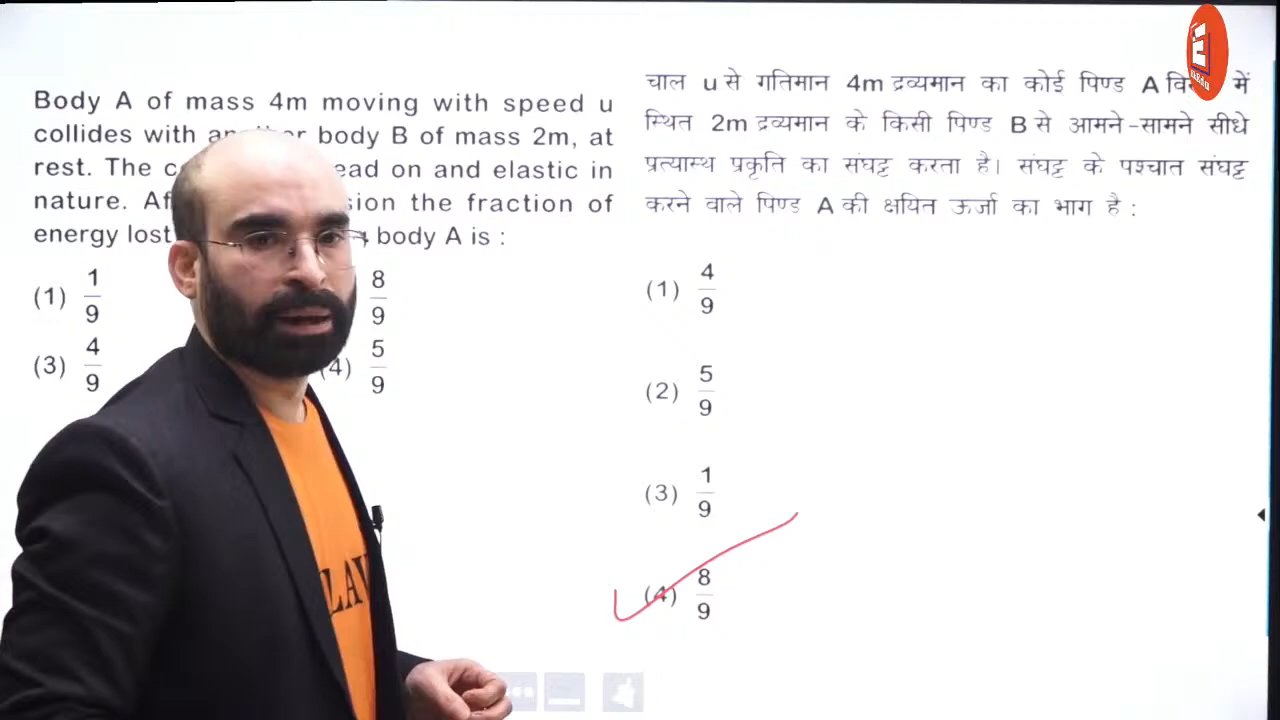 Body A of mass 4m moving with speed u
collides with another body B of mass 2m, at
rest. The head on and elastic in
nature. the fraction of
energy lost body A is :
(1) 1/9
8/9
(3) 4/9
(4) 5/9
चाल u से गतिमान 4m द्रव्यमान का कोई पिण्ड A में
स्थित 2m द्रव्यमान के किसी पिण्ड B से आमने-सामने सीधे
प्रत्यास्थ प्रकृति का संघट्ट करता है। संघट्ट के पश्चात संघट्ट
करने वाले पिण्ड A की क्षयित ऊर्जा का भाग है :
(1) 4/9
(2) 5/9
(3) 1/9
(4) 8/9